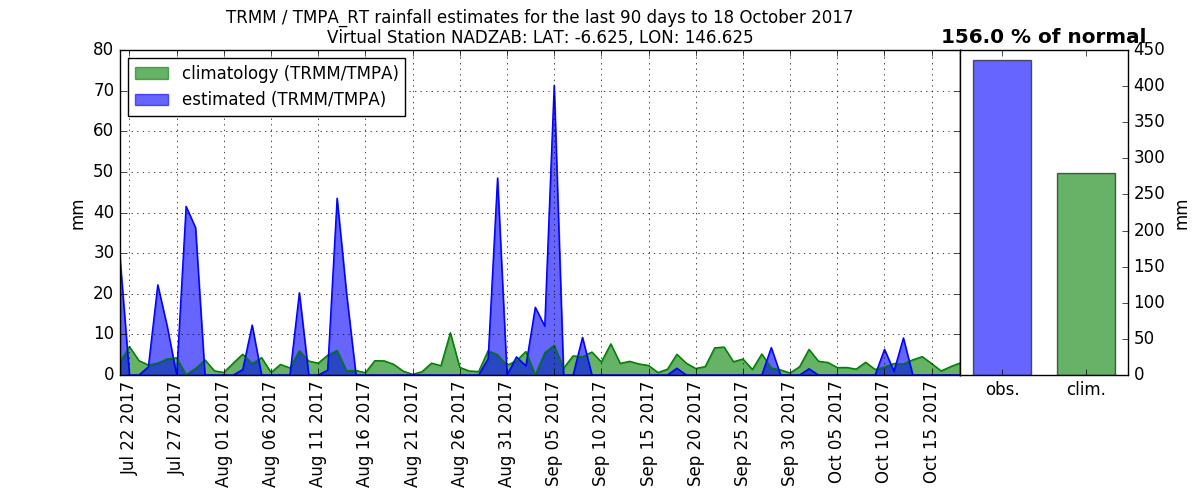 TRMM / TMPA_RT rainfall estimates for the last 90 days to 18 October 2017
Virtual Station NADZAB: LAT: -6.625, LON: 146.625
156.0 % of normal
climatology (TRMM/TMPA)
estimated (TRMM/TMPA)
mm
80
70
60
50
40
30
20
10
0
Jul 22 2017
Jul 27 2017
Aug 01 2017
Aug 06 2017
Aug 11 2017
Aug 16 2017
Aug 21 2017
Aug 26 2017
Aug 31 2017
Sep 05 2017
Sep 10 2017
Sep 15 2017
Sep 20 2017
Sep 25 2017
Sep 30 2017
Oct 05 2017
Oct 10 2017
Oct 15 2017
450
400
350
300
250
200
150
100
50
0
mm
obs.
clim.